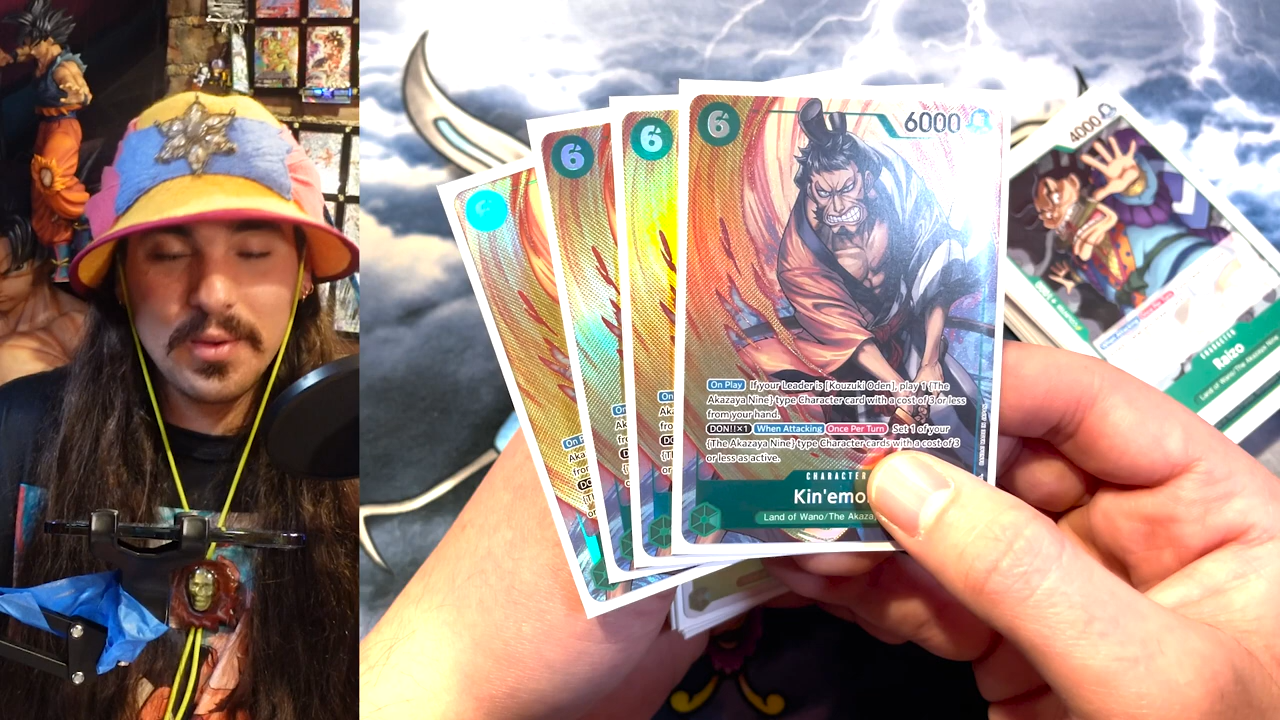 6
6
6
6000
On Play If your Leader is [Kouzuki Oden], play 1 {The
Akazaya Nine} type Character card with a cost of 3 or less
from your hand.
DON!!×1 When Attacking Once Per Turn Set 1 of your
{The Akazaya Nine} type Character cards with a cost of 3
or less as active.
CHARACTER
Kin'emo
Land of Wano/The Akaza
4000
When Attacking
CHARACTER
Raizo
Land of Wano/The Akazaya Nine